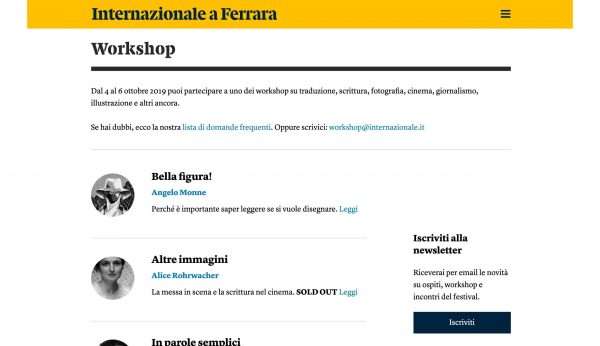 Internazionale a Ferrara
Workshop
Dal 4 al 6 ottobre 2019 puoi partecipare a uno dei workshop su traduzione, scrittura, fotografia, cinema, giornalismo,
illustrazione e altri ancora.
Se hai dubbi, ecco la nostra lista di domande frequenti. Oppure scrivici: workshop@internazionale.it
Bella figura!
Angelo Monne
Perché è importante saper leggere se si vuole disegnare. Leggi
Altre immagini
Alice Rohrwacher
La messa in scena e la scrittura nel cinema. SOLD OUT Leggi
In parole semplici
Iscriviti alla
newsletter
Riceverai per email le novità
su ospiti, workshop e
incontri del festival.
Iscriviti